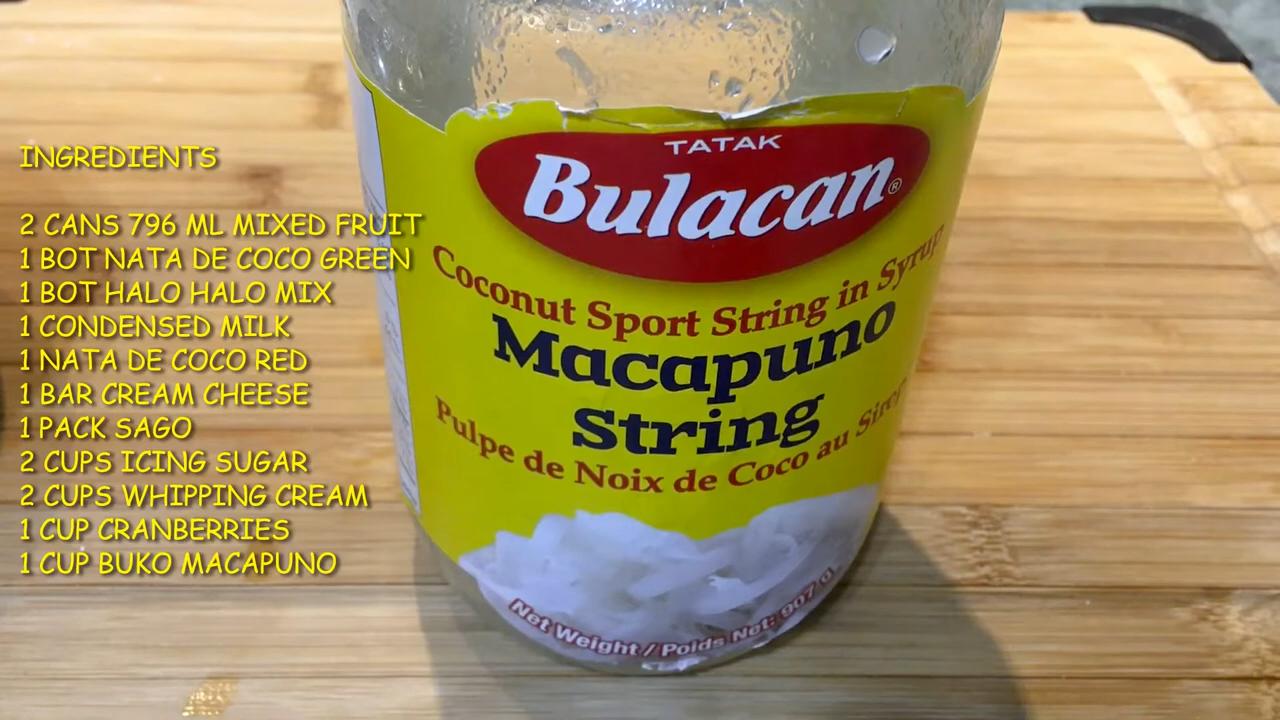 INGREDIENTS
2 CANS 796 ML MIXED FRUIT
1 BOT NATA DE COCO GREEN
1 BOT HALO HALO MIX
1 CONDENSED MILK
1 NATA DE COCO RED
1 BAR CREAM CHEESE
1 PACK SAGO
2 CUPS ICING SUGAR
2 CUPS WHIPPING CREAM
1 CUP CRANBERRIES
1 CUP BUKO MACAPUNO
TATAK
Bulacan®
Coconut Sport String in Syrup
Macapuno
String
Pulpe de Noix de Coco au Sirop
Net Weight / Poids Net: 907 g